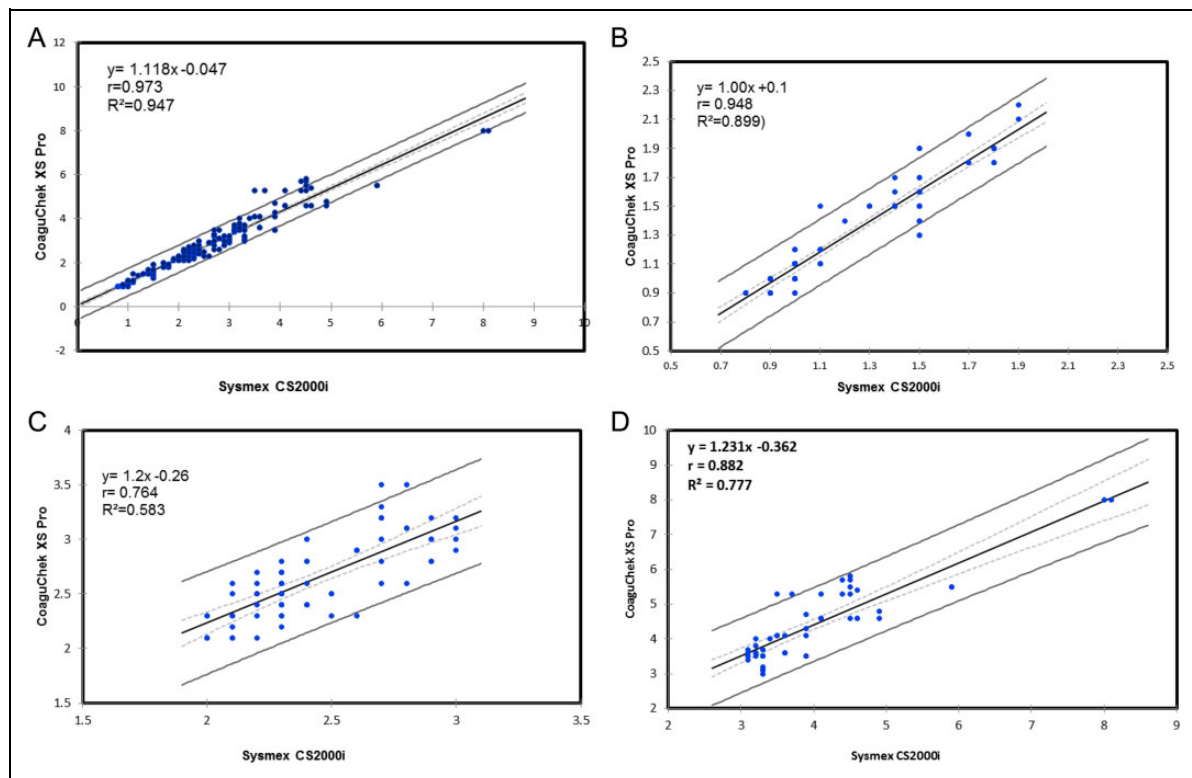 A
12
10
8
6
4
2
0
-2
y= 1.118x -0.047
r=0.973
R²=0.947
CoaguChek XS Pro
0 1 2 3 4 5 6 7 8 9 10
Sysmex CS2000i
B
2.5
2.3
2.1
1.9
1.7
1.5
1.3
1.1
0.9
0.7
0.5
y= 1.00x +0.1
r= 0.948
R²=0.899)
CoaguChek XS Pro
0.5 0.7 0.9 1.1 1.3 1.5 1.7 1.9 2.1 2.3 2.5
Sysmex CS2000i
C
4
3.5
3
2.5
2
1.5
y= 1.2x -0.26
r= 0.764
R²=0.583
CoaguChek XS Pro
1.5 2 2.5 3 3.5
Sysmex CS2000i
D
10
9
8
7
6
5
4
3
2
y = 1.231x -0.362
r = 0.882
R² = 0.777
CoaguChek XS Pro
2 3 4 5 6 7 8 9
Sysmex CS2000i